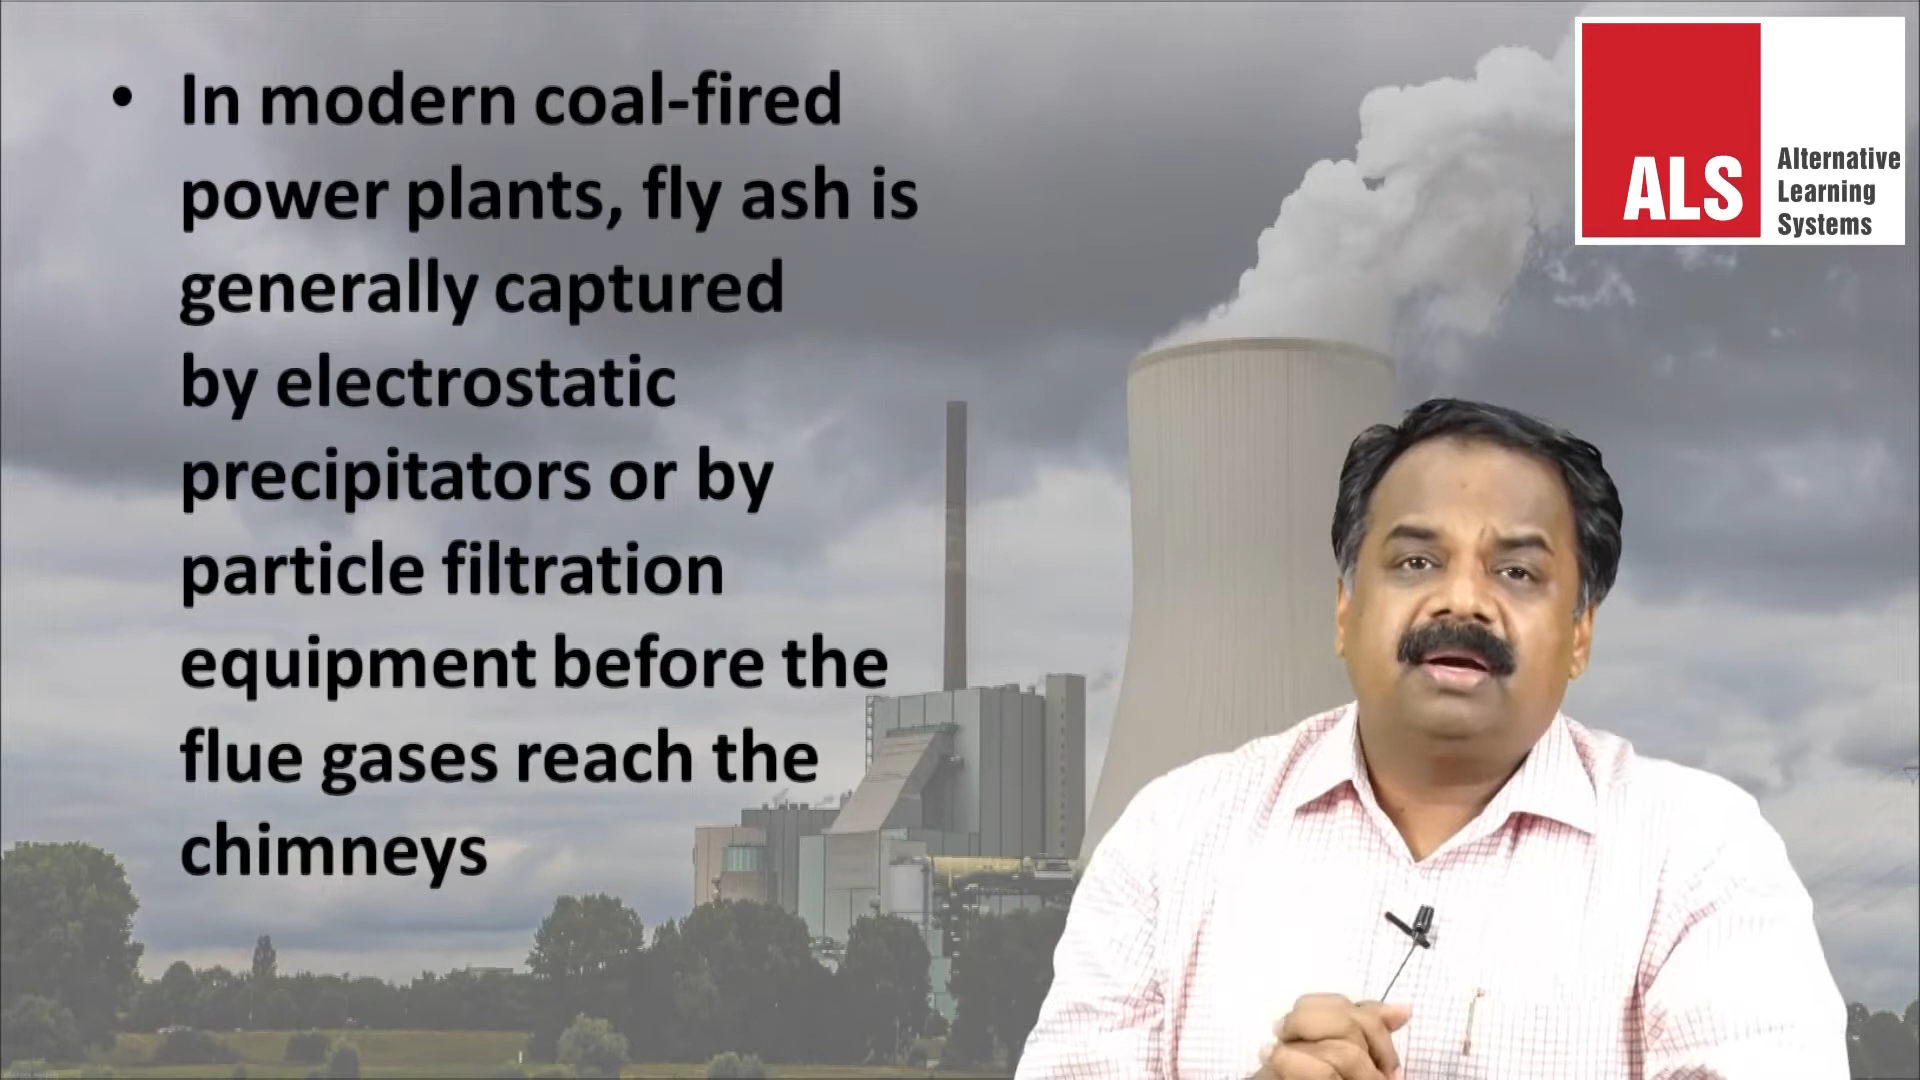 • In modern coal-fired
power plants, fly ash is
generally captured
by electrostatic
precipitators or by
particle filtration
equipment before the
flue gases reach the
chimneys
ALS
Alternative
Learning
Systems